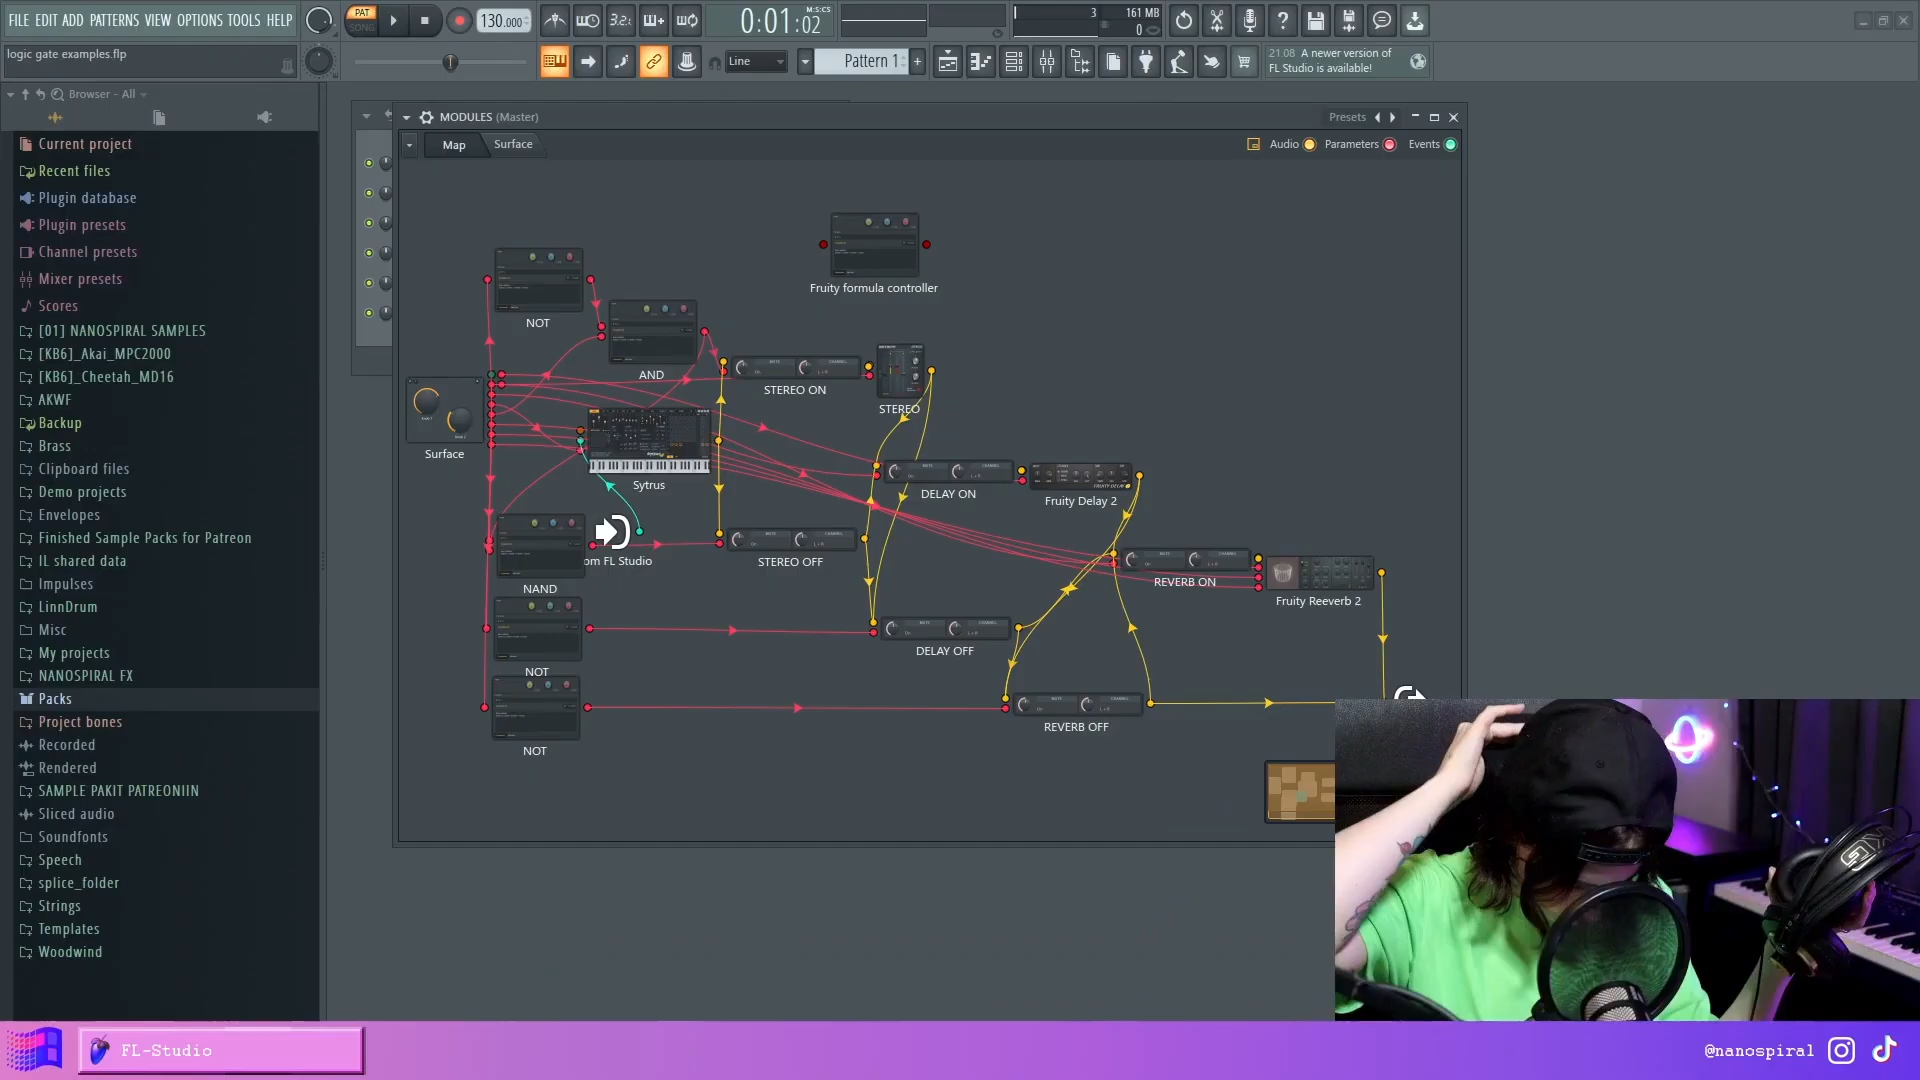 FILE EDIT ADD PATTERNS VIEW OPTIONS TOOLS HELP
PAT
SONG
130.000
3.2.
0:01:02
M:S:CS
3
161 MB
0
logic gate examples.flp
Line
Pattern 1
21.08 A newer version of
FL Studio is available!
Browser - All
Current project
Recent files
Plugin database
Plugin presets
Channel presets
Mixer presets
Scores
[01] NANOSPIRAL SAMPLES
[KB6]_Akai_MPC2000
[KB6]_Cheetah_MD16
AKWF
Backup
Brass
Clipboard files
Demo projects
Envelopes
Finished Sample Packs for Patreon
IL shared data
Impulses
LinnDrum
Misc
My projects
NANOSPIRAL FX
Packs
Project bones
Recorded
Rendered
SAMPLE PAKIT PATREONIIN
Sliced audio
Soundfonts
Speech
splice_folder
Strings
Templates
Woodwind
MODULES (Master)
Presets
Map
Surface
Audio
Parameters
Events
Fruity formula controller
NOT
AND
STEREO ON
STEREO
Surface
Sytrus
DELAY ON
Fruity Delay 2
om FL Studio
STEREO OFF
REVERB ON
Fruity Reeverb 2
NAND
DELAY OFF
NOT
REVERB OFF
NOT
FL-Studio
@nanospiral